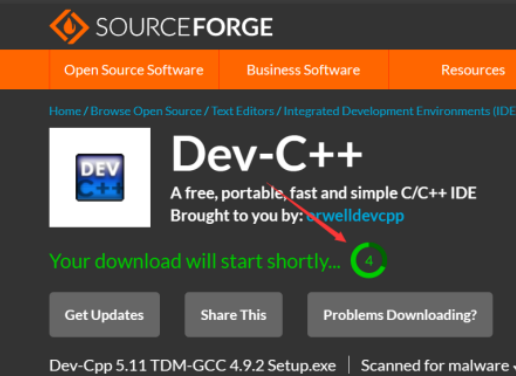 SOURCEFORGE
Open Source Software Business Software Resources
Home / Browse Open Source / Text Editors / Integrated Development Environments (IDE
DEV
C++
Dev-C++
A free, portable, fast and simple C/C++ IDE
Brought to you by: orwelldevcpp
Your download will start shortly... 4
Get Updates Share This Problems Downloading?
Dev-Cpp 5.11 TDM-GCC 4.9.2 Setup.exe | Scanned for malware ✓